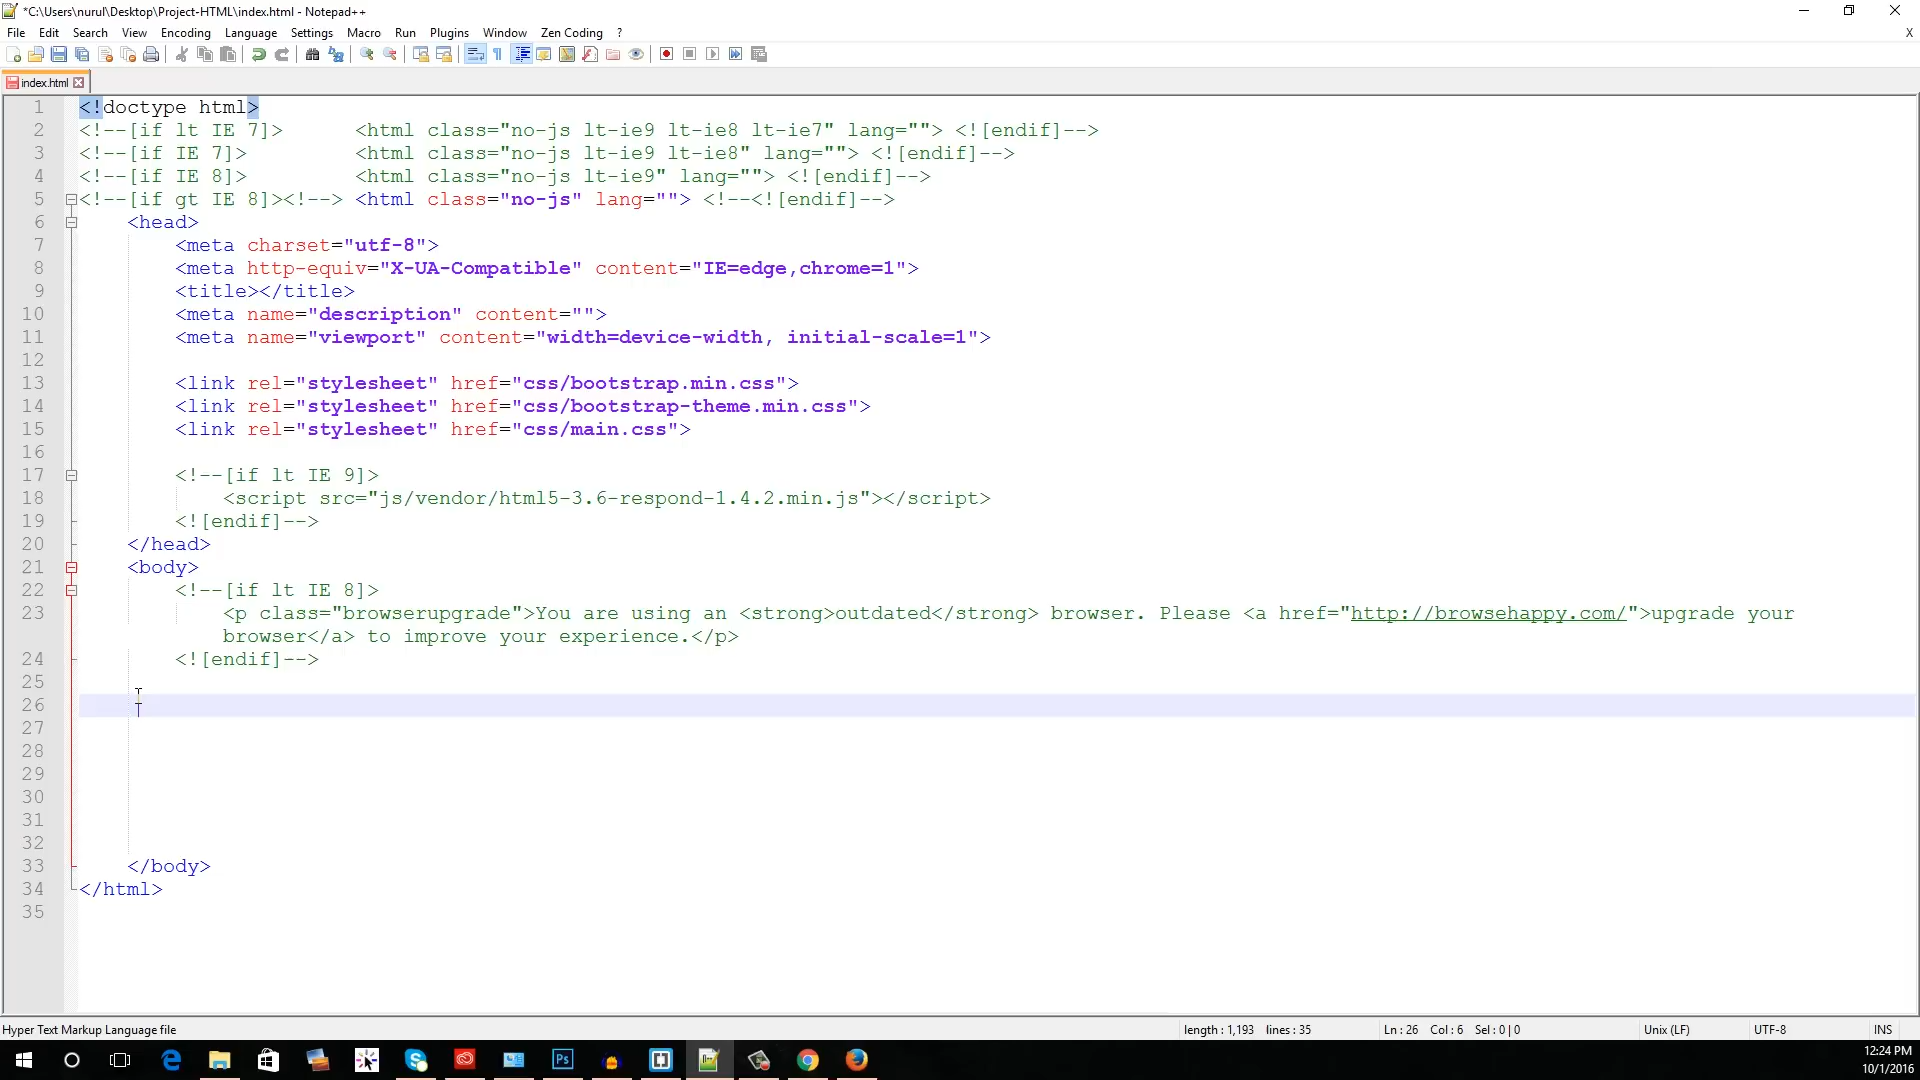 *C:\Users\nurul\Desktop\Project-HTML\index.html - Notepad++
File Edit Search View Encoding Language Settings Macro Run Plugins Window Zen Coding ? X
index.html
1 <!doctype html>
2 <!--[if lt IE 7]>      <html class="no-js lt-ie9 lt-ie8 lt-ie7" lang=""> <![endif]-->
3 <!--[if IE 7]>         <html class="no-js lt-ie9 lt-ie8" lang=""> <![endif]-->
4 <!--[if IE 8]>         <html class="no-js lt-ie9" lang=""> <![endif]-->
5 <!--[if gt IE 8]><!--> <html class="no-js" lang=""> <!--<![endif]-->
6     <head>
7         <meta charset="utf-8">
8         <meta http-equiv="X-UA-Compatible" content="IE=edge,chrome=1">
9         <title></title>
10         <meta name="description" content="">
11         <meta name="viewport" content="width=device-width, initial-scale=1">
12
13         <link rel="stylesheet" href="css/bootstrap.min.css">
14         <link rel="stylesheet" href="css/bootstrap-theme.min.css">
15         <link rel="stylesheet" href="css/main.css">
16
17         <!--[if lt IE 9]>
18             <script src="js/vendor/html5-3.6-respond-1.4.2.min.js"></script>
19         <![endif]-->
20     </head>
21     <body>
22         <!--[if lt IE 8]>
23             <p class="browserupgrade">You are using an <strong>outdated</strong> browser. Please <a href="http://browsehappy.com/">upgrade your
browser</a> to improve your experience.</p>
24         <![endif]-->
25
26
27
28
29
30
31
32
33     </body>
34 </html>
35
Hyper Text Markup Language file length : 1,193 lines : 35 Ln : 26 Col : 6 Sel : 0 | 0 Unix (LF) UTF-8 INS
Ps
12:24 PM
10/1/2016